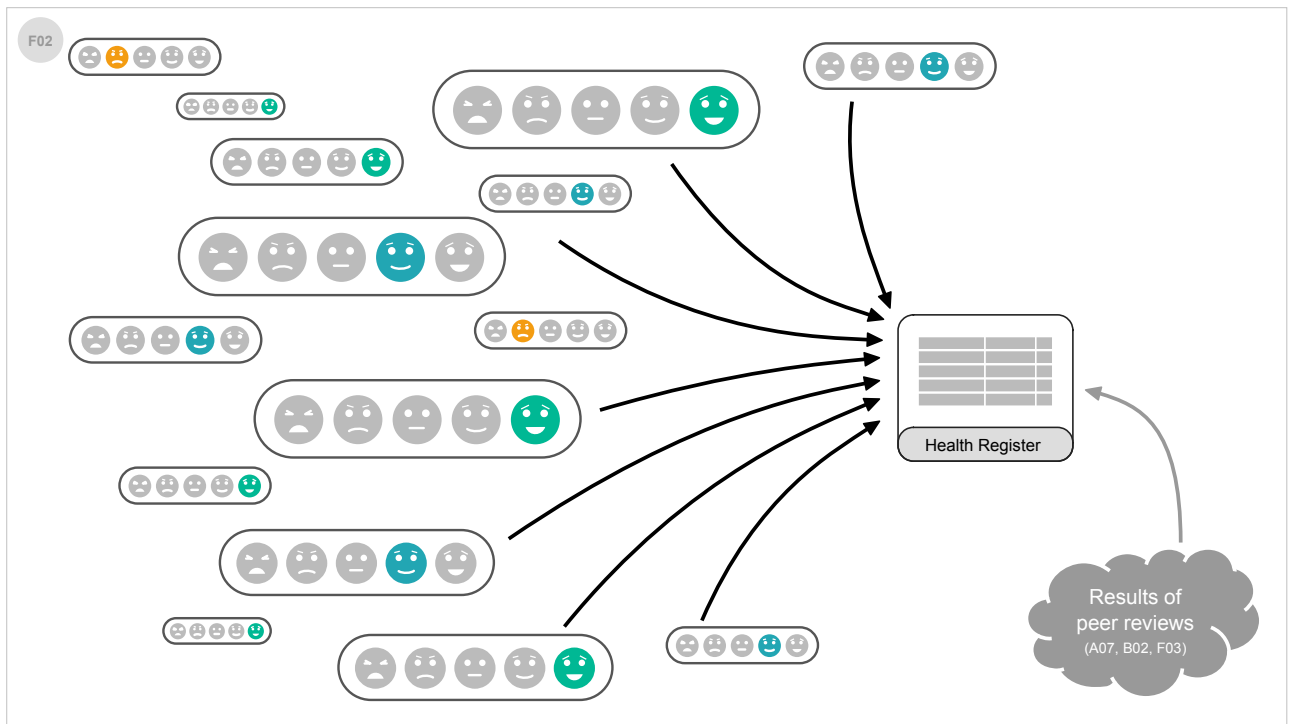 F02
Health Register
Results of
peer reviews
(A07, B02, F03)